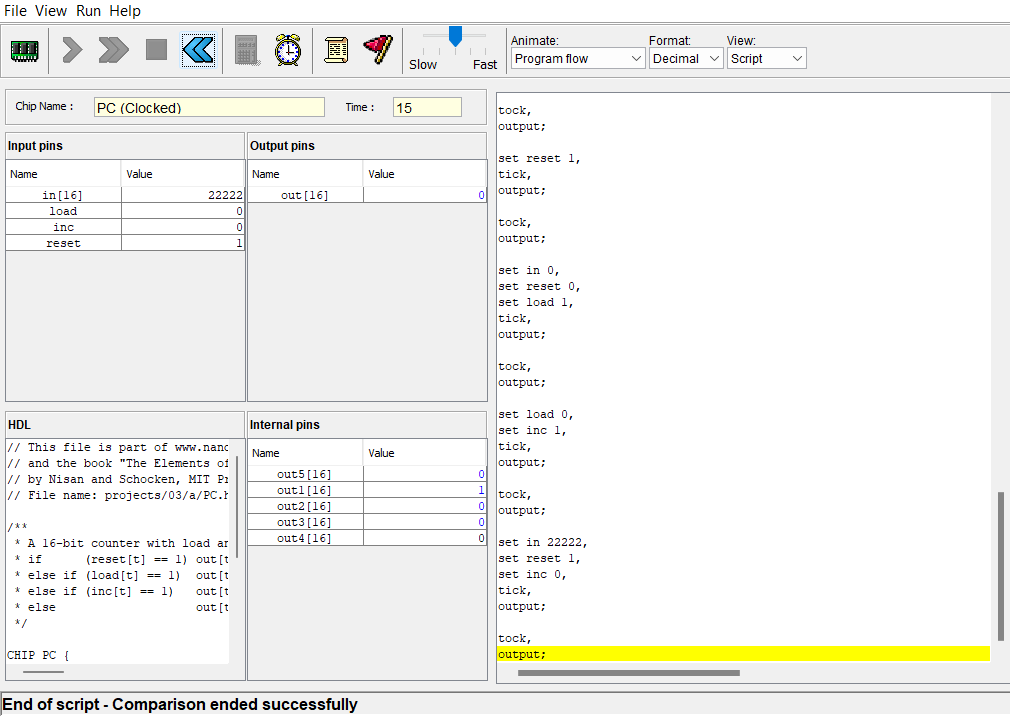 File View Run Help
Animate: Format: View:
Slow Fast Program flow Decimal Script
Chip Name : PC (Clocked) Time : 15
Input pins
Name Value
in[16] 22222
load 0
inc 0
reset 1
Output pins
Name Value
out[16] 0
HDL
// This file is part of www.nand
// and the book "The Elements of
// by Nisan and Schocken, MIT Pr
// File name: projects/03/a/PC.h
/**
* A 16-bit counter with load an
* if (reset[t] == 1) out[t
* else if (load[t] == 1) out[t
* else if (inc[t] == 1) out[t
* else out[t
*/
CHIP PC {
Internal pins
Name Value
out5[16] 0
out1[16] 1
out2[16] 0
out3[16] 0
out4[16] 0
tock,
output;
set reset 1,
tick,
output;
tock,
output;
set in 0,
set reset 0,
set load 1,
tick,
output;
tock,
output;
set load 0,
set inc 1,
tick,
output;
tock,
output;
set in 22222,
set reset 1,
set inc 0,
tick,
output;
tock,
output;
End of script - Comparison ended successfully